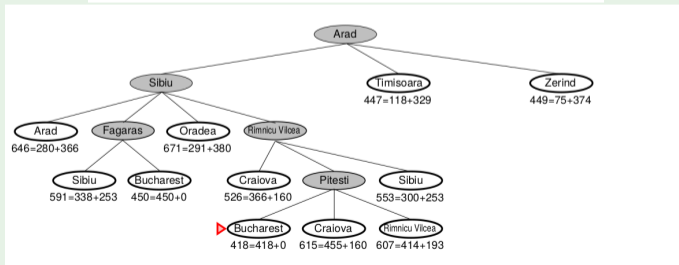 Arad
Sibiu
Timisoara
Zerind
447=118+329
449=75+374
Arad
Fagaras
Oradea
Rimnicu Vilcea
646=280+366
671=291+380
Sibiu
Bucharest
Craiova
Pitesti
Sibiu
591=338+253
450=450+0
526=366+160
553=300+253
Bucharest
Craiova
Rimnicu Vilcea
418=418+0
615=455+160
607=414+193